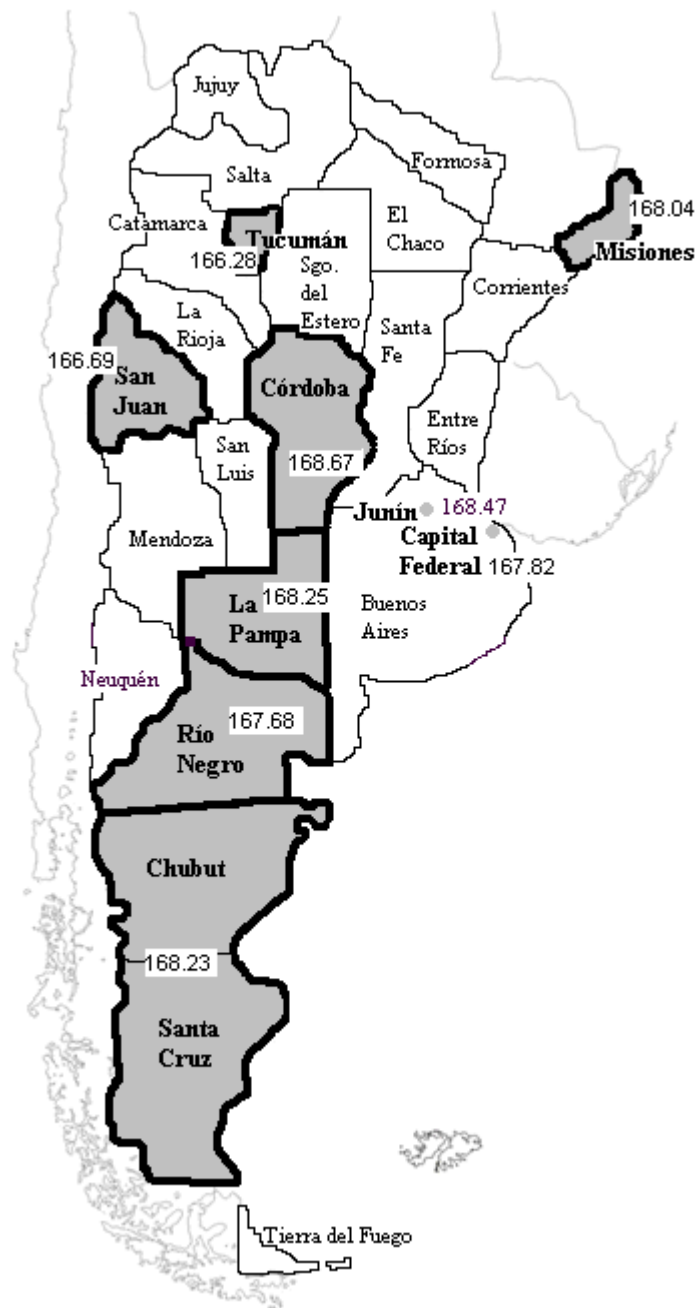 Jujuy
Formosa
Salta
168.04
Catamarca
El
Chaco
Tucumán
Misiones
166.28
Sgo.
del
Estero
Corrientes
La
Rioja
Santa
Fe
166.69
San
Juan
Córdoba
Entre
Ríos
San
Luis
168.67
Junín
168.47
Mendoza
Capital
Federal 167.82
La
Pampa
168.25
Buenos
Aires
Neuquén
167.68
Río
Negro
Chubut
168.23
Santa
Cruz
Tierra del Fuego